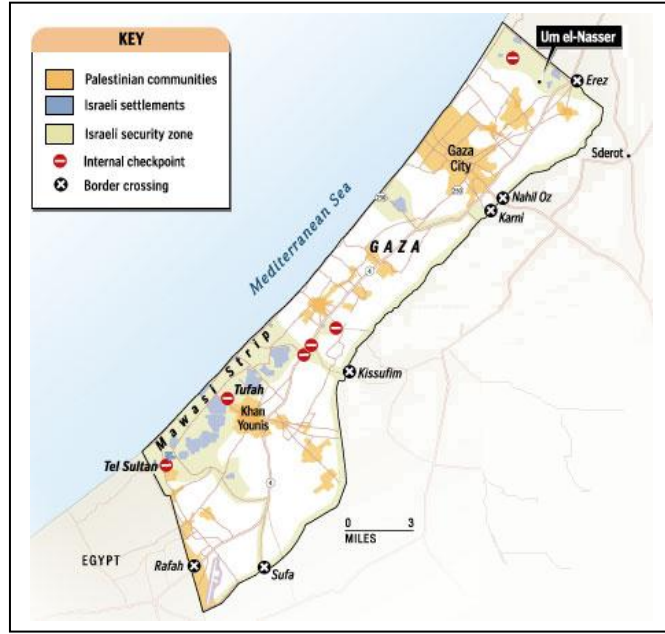 KEY
Palestinian communities
Israeli settlements
Israeli security zone
Internal checkpoint
Border crossing
Um el-Nasser
Erez
Gaza
City
Sderot
Nahil Oz
Karni
Mediterranean Sea
GAZA
4
Mawasi Strip
Kissufim
Tufah
Khan
Younis
Tel Sultan
4
0 3
MILES
EGYPT
Rafah
Sufa